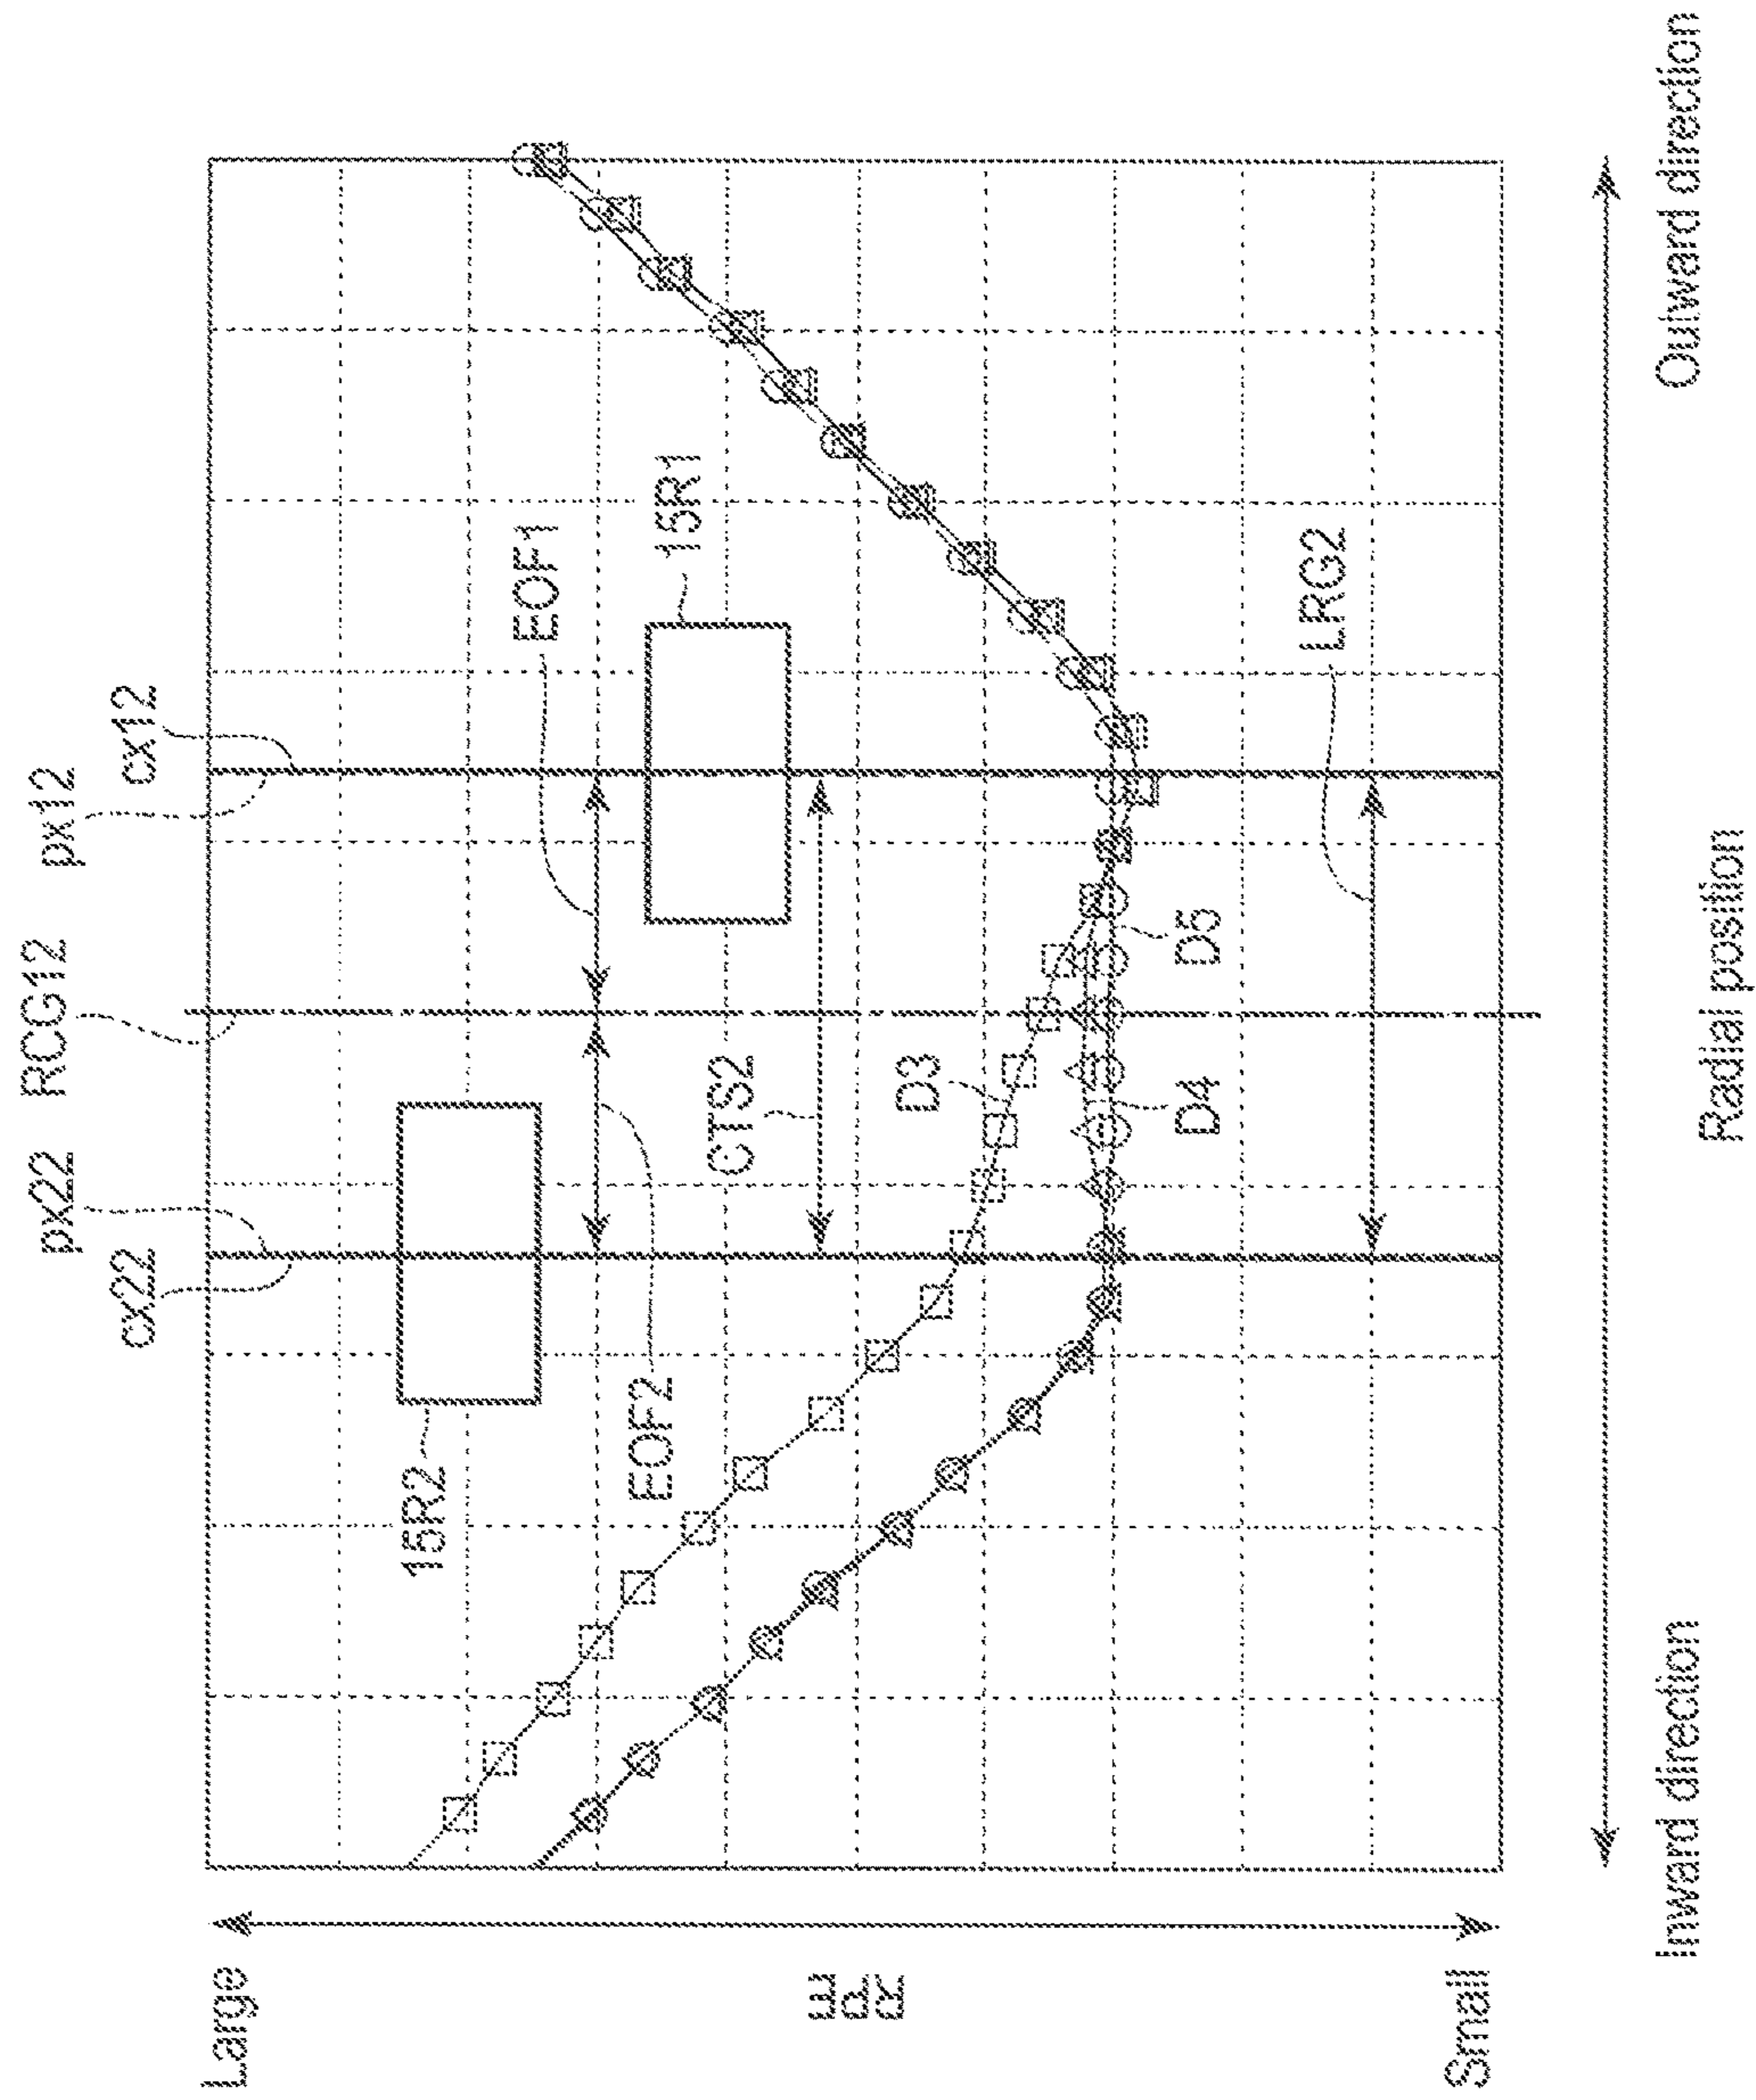 px22
RCG12
px12
cx22
cx12
Large
15R2
EOF1
15R1
EOF2
CTS2
RPE
D3
D4
D5
LRG2
Small
Inward direction
Outward direction
Radial position